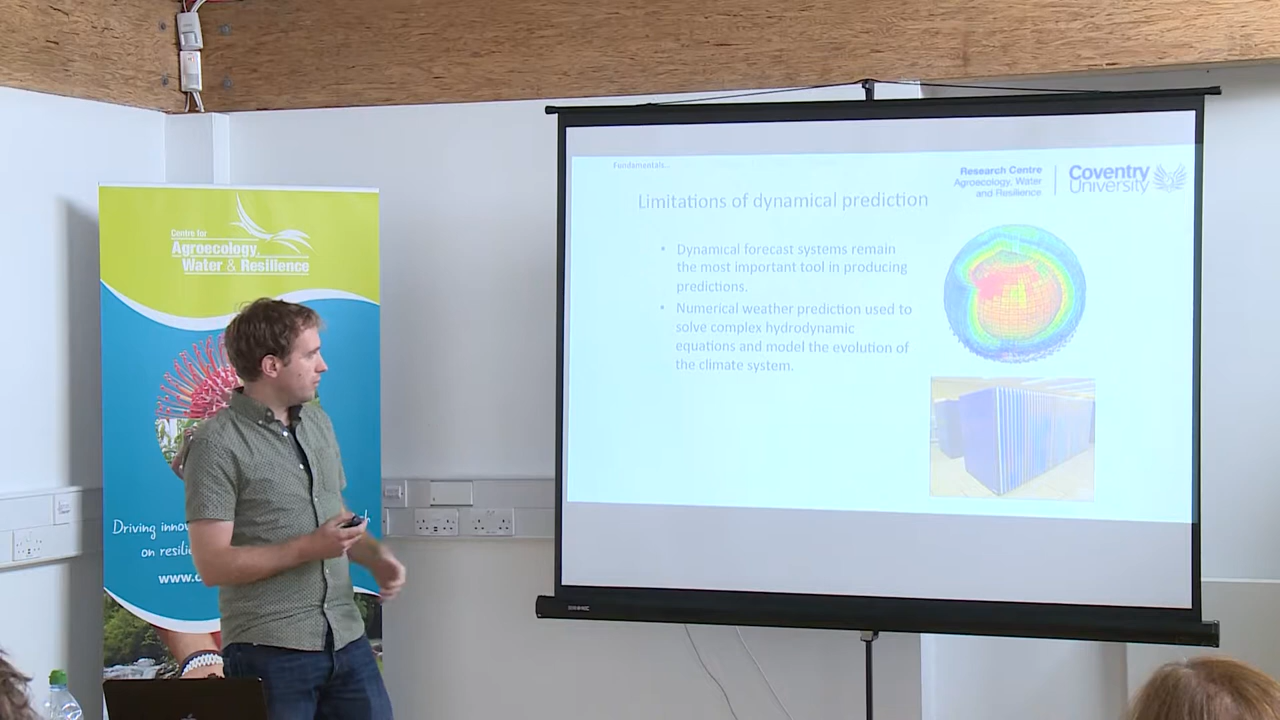 Centre for
Agroecology,
Water & Resilience
Driving
on
www.
Fundamentals...
Limitations of dynamical prediction
Research Centre
Agroecology, Water
and Resilience
Coventry
University
• Dynamical forecast systems remain
the most important tool in producing
predictions.
• Numerical weather prediction used to
solve complex hydrodynamic
equations and model the evolution of
the climate system.